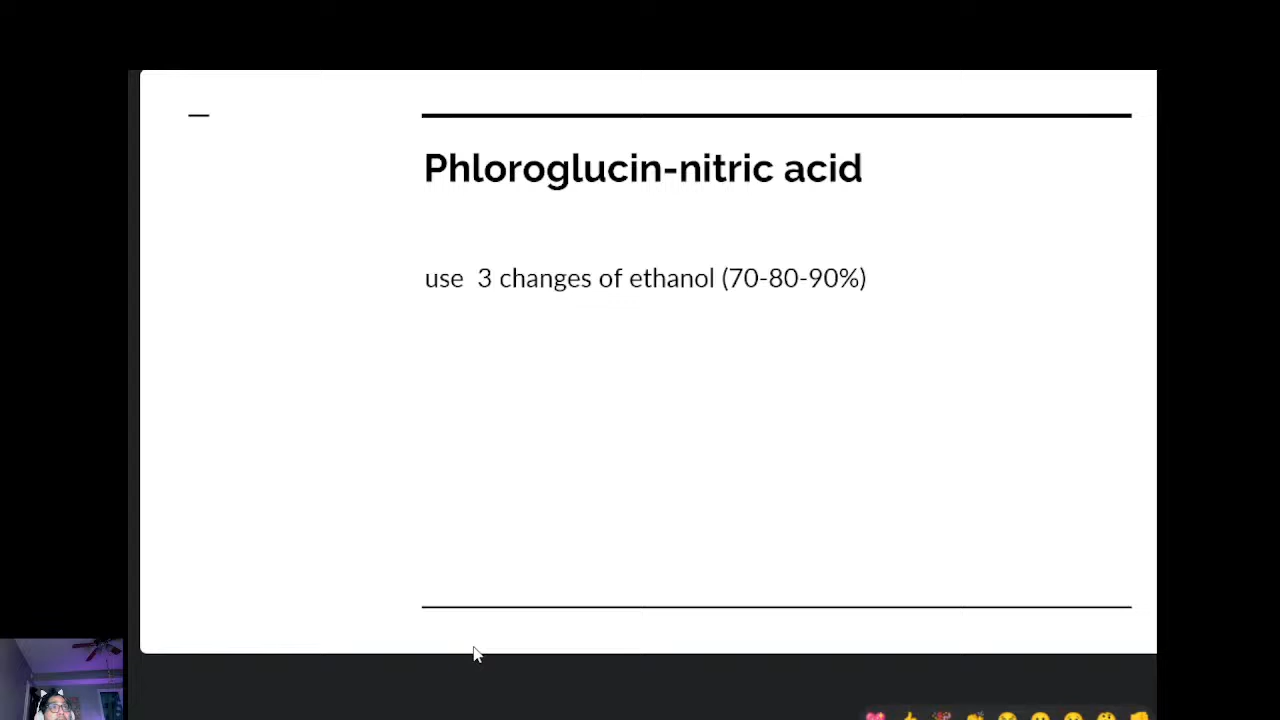 Phloroglucin-nitric acid
use  3 changes of ethanol (70-80-90%)